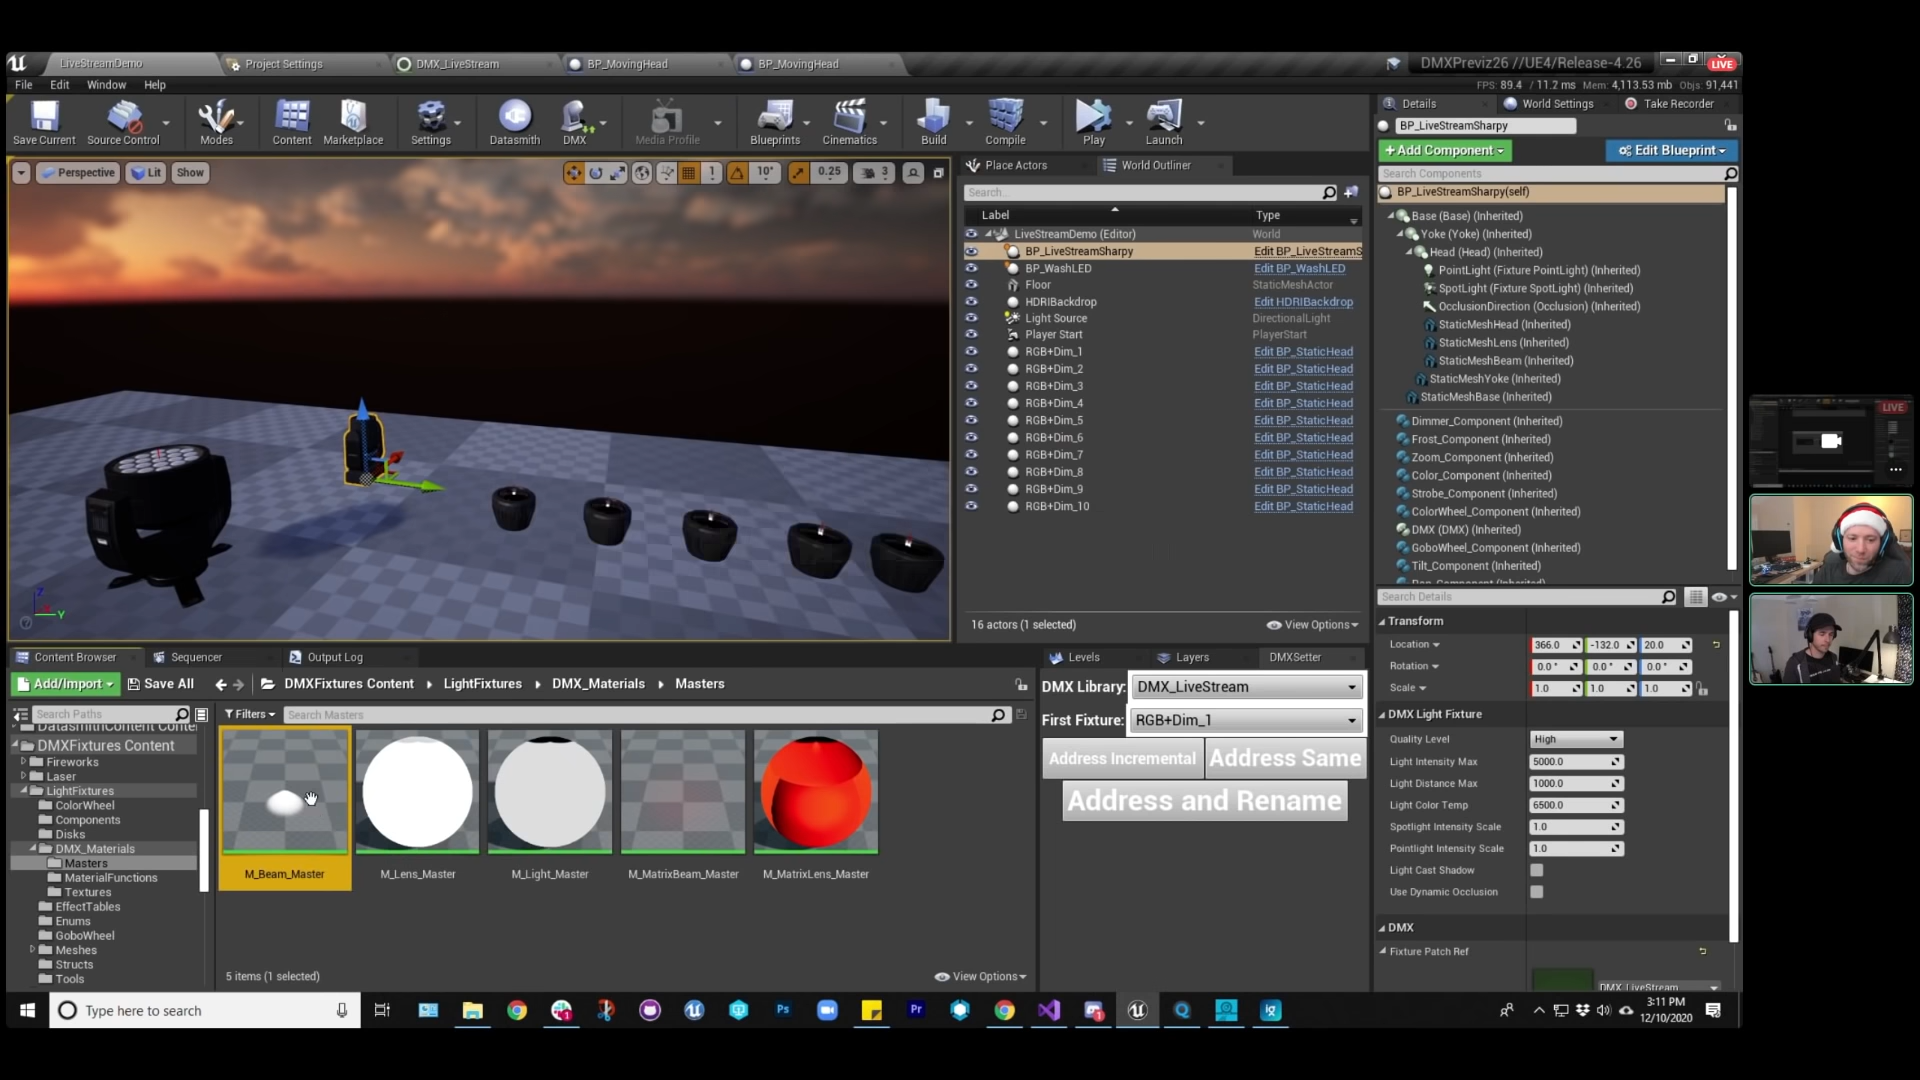 LiveStreamDemo
Project Settings
DMX_LiveStream
BP_MovingHead
BP_MovingHead
DMXPreviz26 //UE4/Release-4.26
LIVE
File Edit Window Help
FPS: 89.4 / 11.2 ms Mem: 4,113.53 mb Objs: 91,441
Save Current
Source Control
Modes
Content
Marketplace
Settings
Datasmith
DMX
Media Profile
Blueprints
Cinematics
Build
Compile
Play
Launch
Perspective
Lit
Show
1
10°
0.25
3
Place Actors
World Outliner
Search...
Label Type
LiveStreamDemo (Editor) World
BP_LiveStreamSharpy Edit BP_LiveStreamS
BP_WashLED Edit BP_WashLED
Floor StaticMeshActor
HDRIBackdrop Edit HDRIBackdrop
Light Source DirectionalLight
Player Start PlayerStart
RGB+Dim_1 Edit BP_StaticHead
RGB+Dim_2 Edit BP_StaticHead
RGB+Dim_3 Edit BP_StaticHead
RGB+Dim_4 Edit BP_StaticHead
RGB+Dim_5 Edit BP_StaticHead
RGB+Dim_6 Edit BP_StaticHead
RGB+Dim_7 Edit BP_StaticHead
RGB+Dim_8 Edit BP_StaticHead
RGB+Dim_9 Edit BP_StaticHead
RGB+Dim_10 Edit BP_StaticHead
16 actors (1 selected)
View Options
Details
World Settings
Take Recorder
BP_LiveStreamSharpy
+Add Component
Edit Blueprint
Search Components
BP_LiveStreamSharpy(self)
Base (Base) (Inherited)
Yoke (Yoke) (Inherited)
Head (Head) (Inherited)
PointLight (Fixture PointLight) (Inherited)
SpotLight (Fixture SpotLight) (Inherited)
OcclusionDirection (Occlusion) (Inherited)
StaticMeshHead (Inherited)
StaticMeshLens (Inherited)
StaticMeshBeam (Inherited)
StaticMeshYoke (Inherited)
StaticMeshBase (Inherited)
Dimmer_Component (Inherited)
Frost_Component (Inherited)
Zoom_Component (Inherited)
Color_Component (Inherited)
Strobe_Component (Inherited)
ColorWheel_Component (Inherited)
DMX (DMX) (Inherited)
GoboWheel_Component (Inherited)
Tilt_Component (Inherited)
Pan_Component (Inherited)
Search Details
Transform
Location 366.0 -132.0 20.0
Rotation 0.0° 0.0° 0.0°
Scale 1.0 1.0 1.0
DMX Light Fixture
Quality Level High
Light Intensity Max 5000.0
Light Distance Max 1000.0
Light Color Temp 6500.0
Spotlight Intensity Scale 1.0
Pointlight Intensity Scale 1.0
Light Cast Shadow
Use Dynamic Occlusion
DMX
Fixture Patch Ref
DMX_LiveStream
Z
Y
Content Browser
Sequencer
Output Log
Add/Import
Save All
DMXFixtures Content
LightFixtures
DMX_Materials
Masters
Search Paths
Filters
Search Masters
DatasmithContent Conte
DMXFixtures Content
Fireworks
Laser
LightFixtures
ColorWheel
Components
Disks
DMX_Materials
Masters
MaterialFunctions
Textures
EffectTables
Enums
GoboWheel
Meshes
Structs
Tools
M_Beam_Master
M_Lens_Master
M_Light_Master
M_MatrixBeam_Master
M_MatrixLens_Master
5 items (1 selected)
View Options
Levels
Layers
DMXSetter
DMX Library: DMX_LiveStream
First Fixture: RGB+Dim_1
Address Incremental
Address Same
Address and Rename
LIVE
Type here to search
Ps
Pr
3:11 PM
12/10/2020